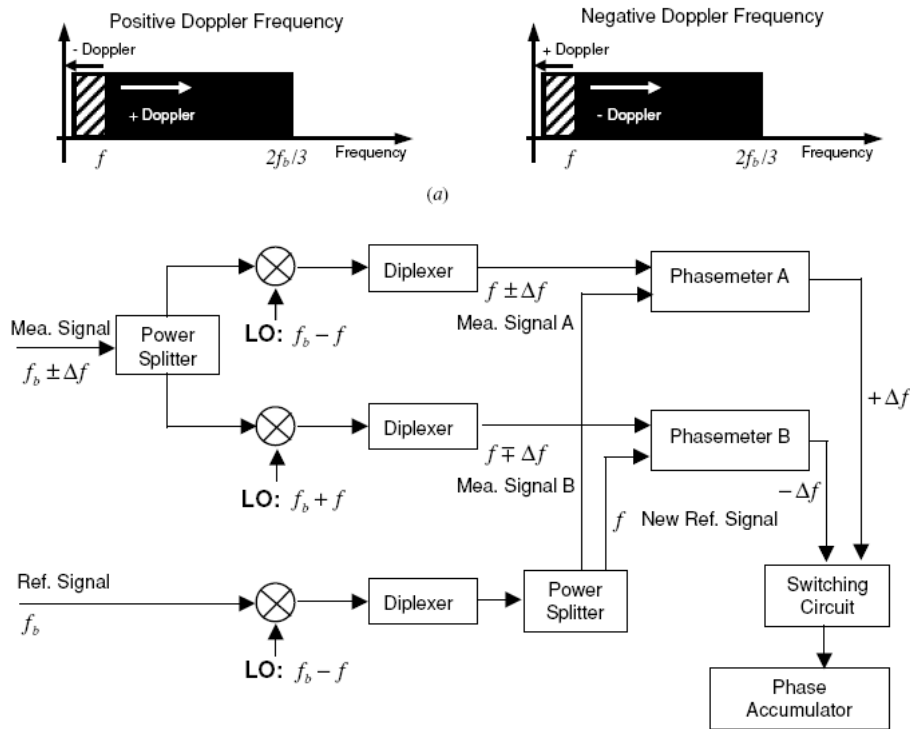 Positive Doppler Frequency
- Doppler
+ Doppler
f
2f_b/3
Frequency
Negative Doppler Frequency
+ Doppler
- Doppler
f
2f_b/3
Frequency
(a)
Mea. Signal
f_b ± Δf
Power
Splitter
LO: f_b − f
Diplexer
f ± Δf
Mea. Signal A
Phasemeter A
+ Δf
LO: f_b + f
Diplexer
f ∓ Δf
Mea. Signal B
Phasemeter B
− Δf
f
New Ref. Signal
Ref. Signal
f_b
LO: f_b − f
Diplexer
Power
Splitter
Switching
Circuit
Phase
Accumulator